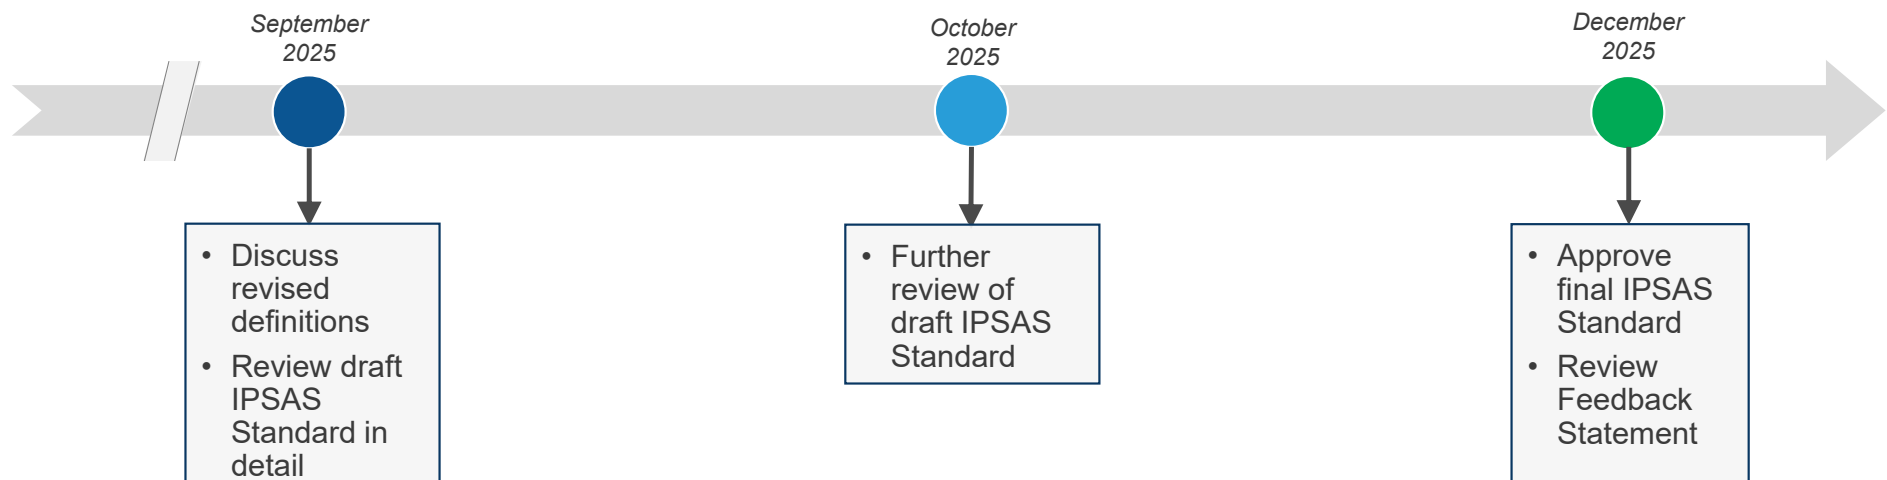 September
2025
October
2025
December
2025
• Discuss
revised
definitions
• Review draft
IPSAS
Standard in
detail
• Further
review of
draft IPSAS
Standard
• Approve
final IPSAS
Standard
• Review
Feedback
Statement